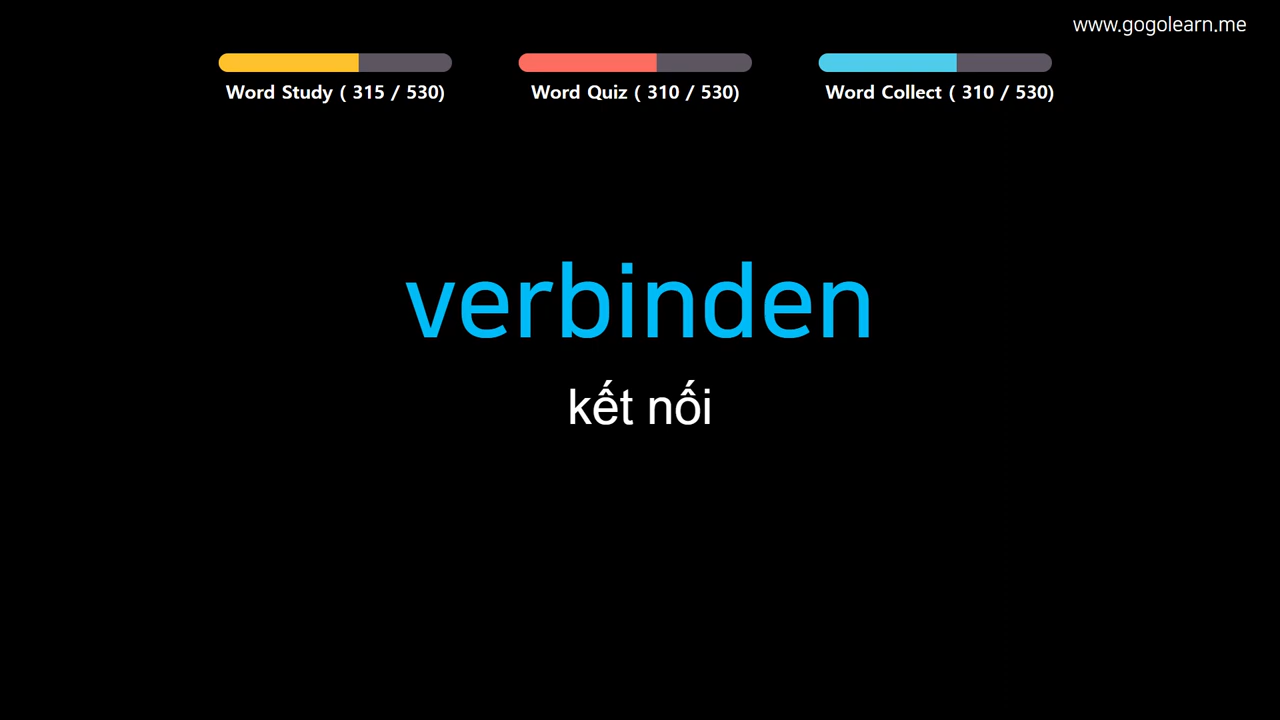 www.gogolearn.me
Word Study ( 315 / 530)
Word Quiz ( 310 / 530)
Word Collect ( 310 / 530)
verbinden
kết nối